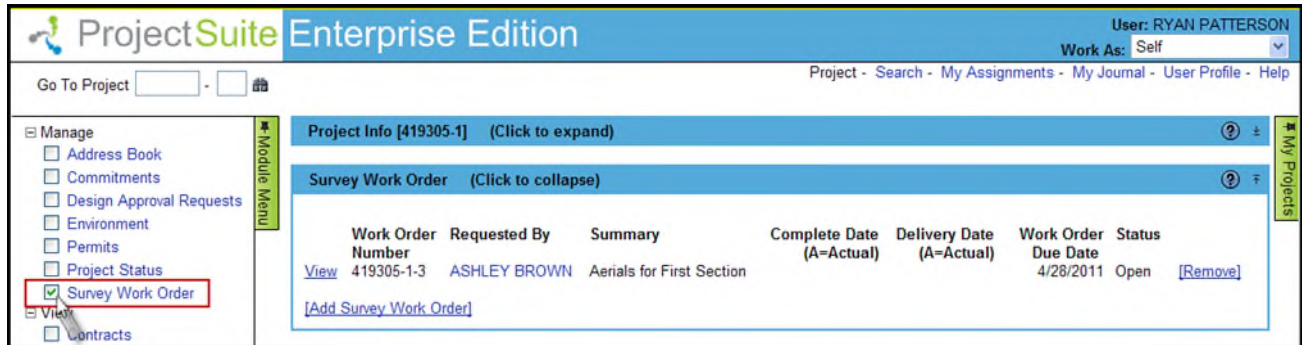 ProjectSuite Enterprise Edition
User: RYAN PATTERSON
Work As: Self
Go To Project -
Project - Search - My Assignments - My Journal - User Profile - Help
Manage
Address Book
Commitments
Design Approval Requests
Environment
Permits
Project Status
Survey Work Order
View
Contracts
Module Menu
Project Info [419305-1] (Click to expand)
Survey Work Order (Click to collapse)
Work Order Requested By Summary Complete Date Delivery Date Work Order Status
Number (A=Actual) (A=Actual) Due Date
View 419305-1-3 ASHLEY BROWN Aerials for First Section 4/28/2011 Open [Remove]
[Add Survey Work Order]
My Projects